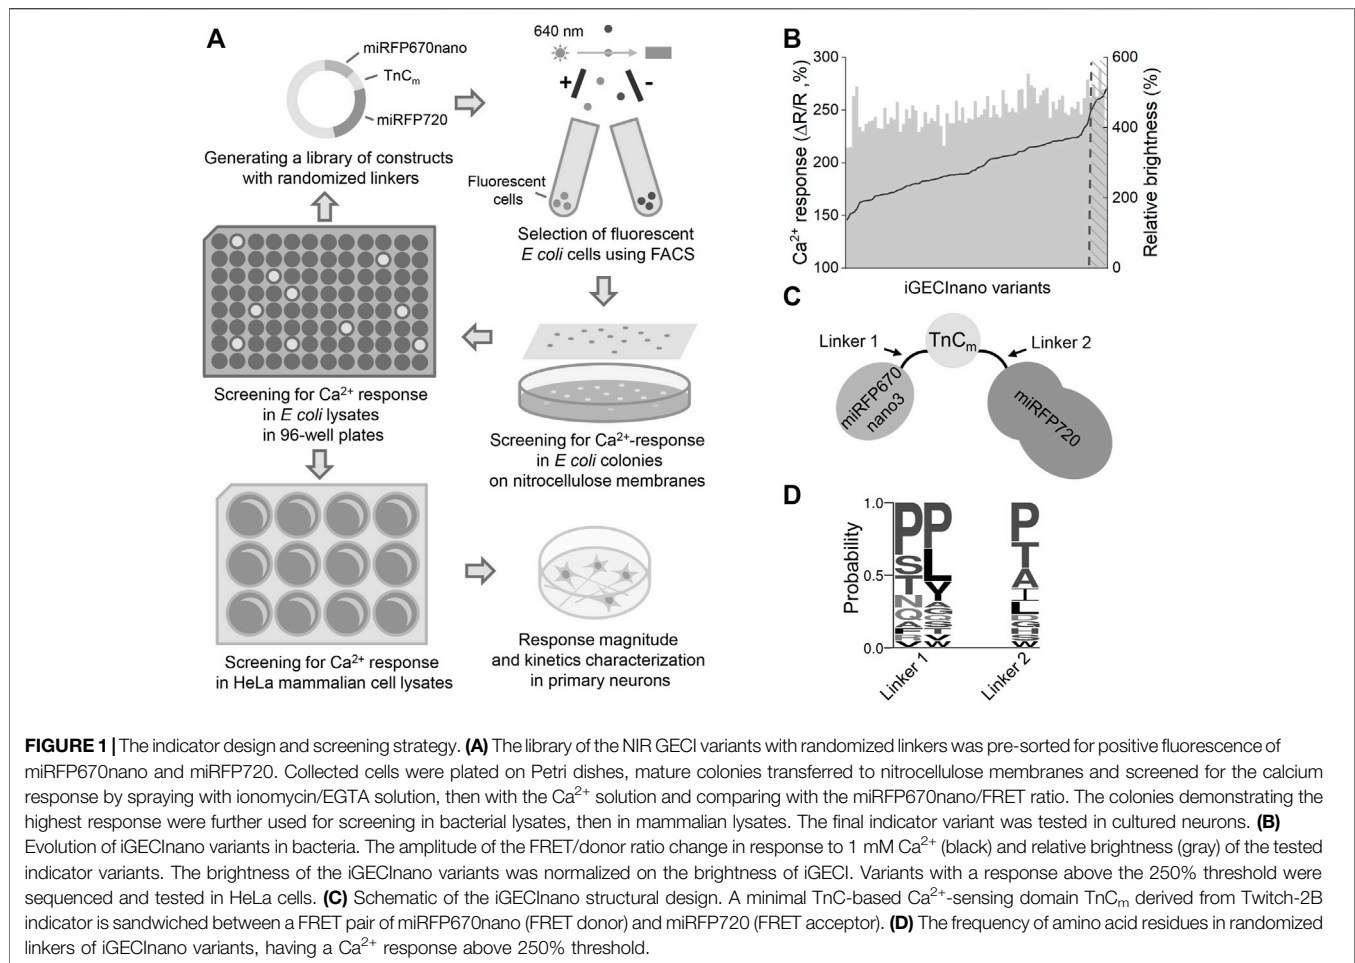 A
miRFP670nano
TnCm
miRFP720
Generating a library of constructs
with randomized linkers
640 nm
+
-
Fluorescent
cells
Selection of fluorescent
E coli cells using FACS
Screening for Ca2+ response
in E coli lysates
in 96-well plates
Screening for Ca2+-response
in E coli colonies
on nitrocellulose membranes
Screening for Ca2+ response
in HeLa mammalian cell lysates
Response magnitude
and kinetics characterization
in primary neurons
B
Ca2+ response (ΔR/R ,%)
300
250
200
150
100
Relative brightness (%)
600
400
200
0
iGECInano variants
C
Linker 1
TnCm
Linker 2
miRFP670
nano3
miRFP720
D
Probability
1.0
0.5
0.0
P P P
S L T
T Y A
Linker 1
Linker 2
FIGURE 1 | The indicator design and screening strategy. (A) The library of the NIR GECI variants with randomized linkers was pre-sorted for positive fluorescence of
miRFP670nano and miRFP720. Collected cells were plated on Petri dishes, mature colonies transferred to nitrocellulose membranes and screened for the calcium
response by spraying with ionomycin/EGTA solution, then with the Ca2+ solution and comparing with the miRFP670nano/FRET ratio. The colonies demonstrating the
highest response were further used for screening in bacterial lysates, then in mammalian lysates. The final indicator variant was tested in cultured neurons. (B)
Evolution of iGECInano variants in bacteria. The amplitude of the FRET/donor ratio change in response to 1 mM Ca2+ (black) and relative brightness (gray) of the tested
indicator variants. The brightness of the iGECInano variants was normalized on the brightness of iGECI. Variants with a response above the 250% threshold were
sequenced and tested in HeLa cells. (C) Schematic of the iGECInano structural design. A minimal TnC-based Ca2+-sensing domain TnCm derived from Twitch-2B
indicator is sandwiched between a FRET pair of miRFP670nano (FRET donor) and miRFP720 (FRET acceptor). (D) The frequency of amino acid residues in randomized
linkers of iGECInano variants, having a Ca2+ response above 250% threshold.